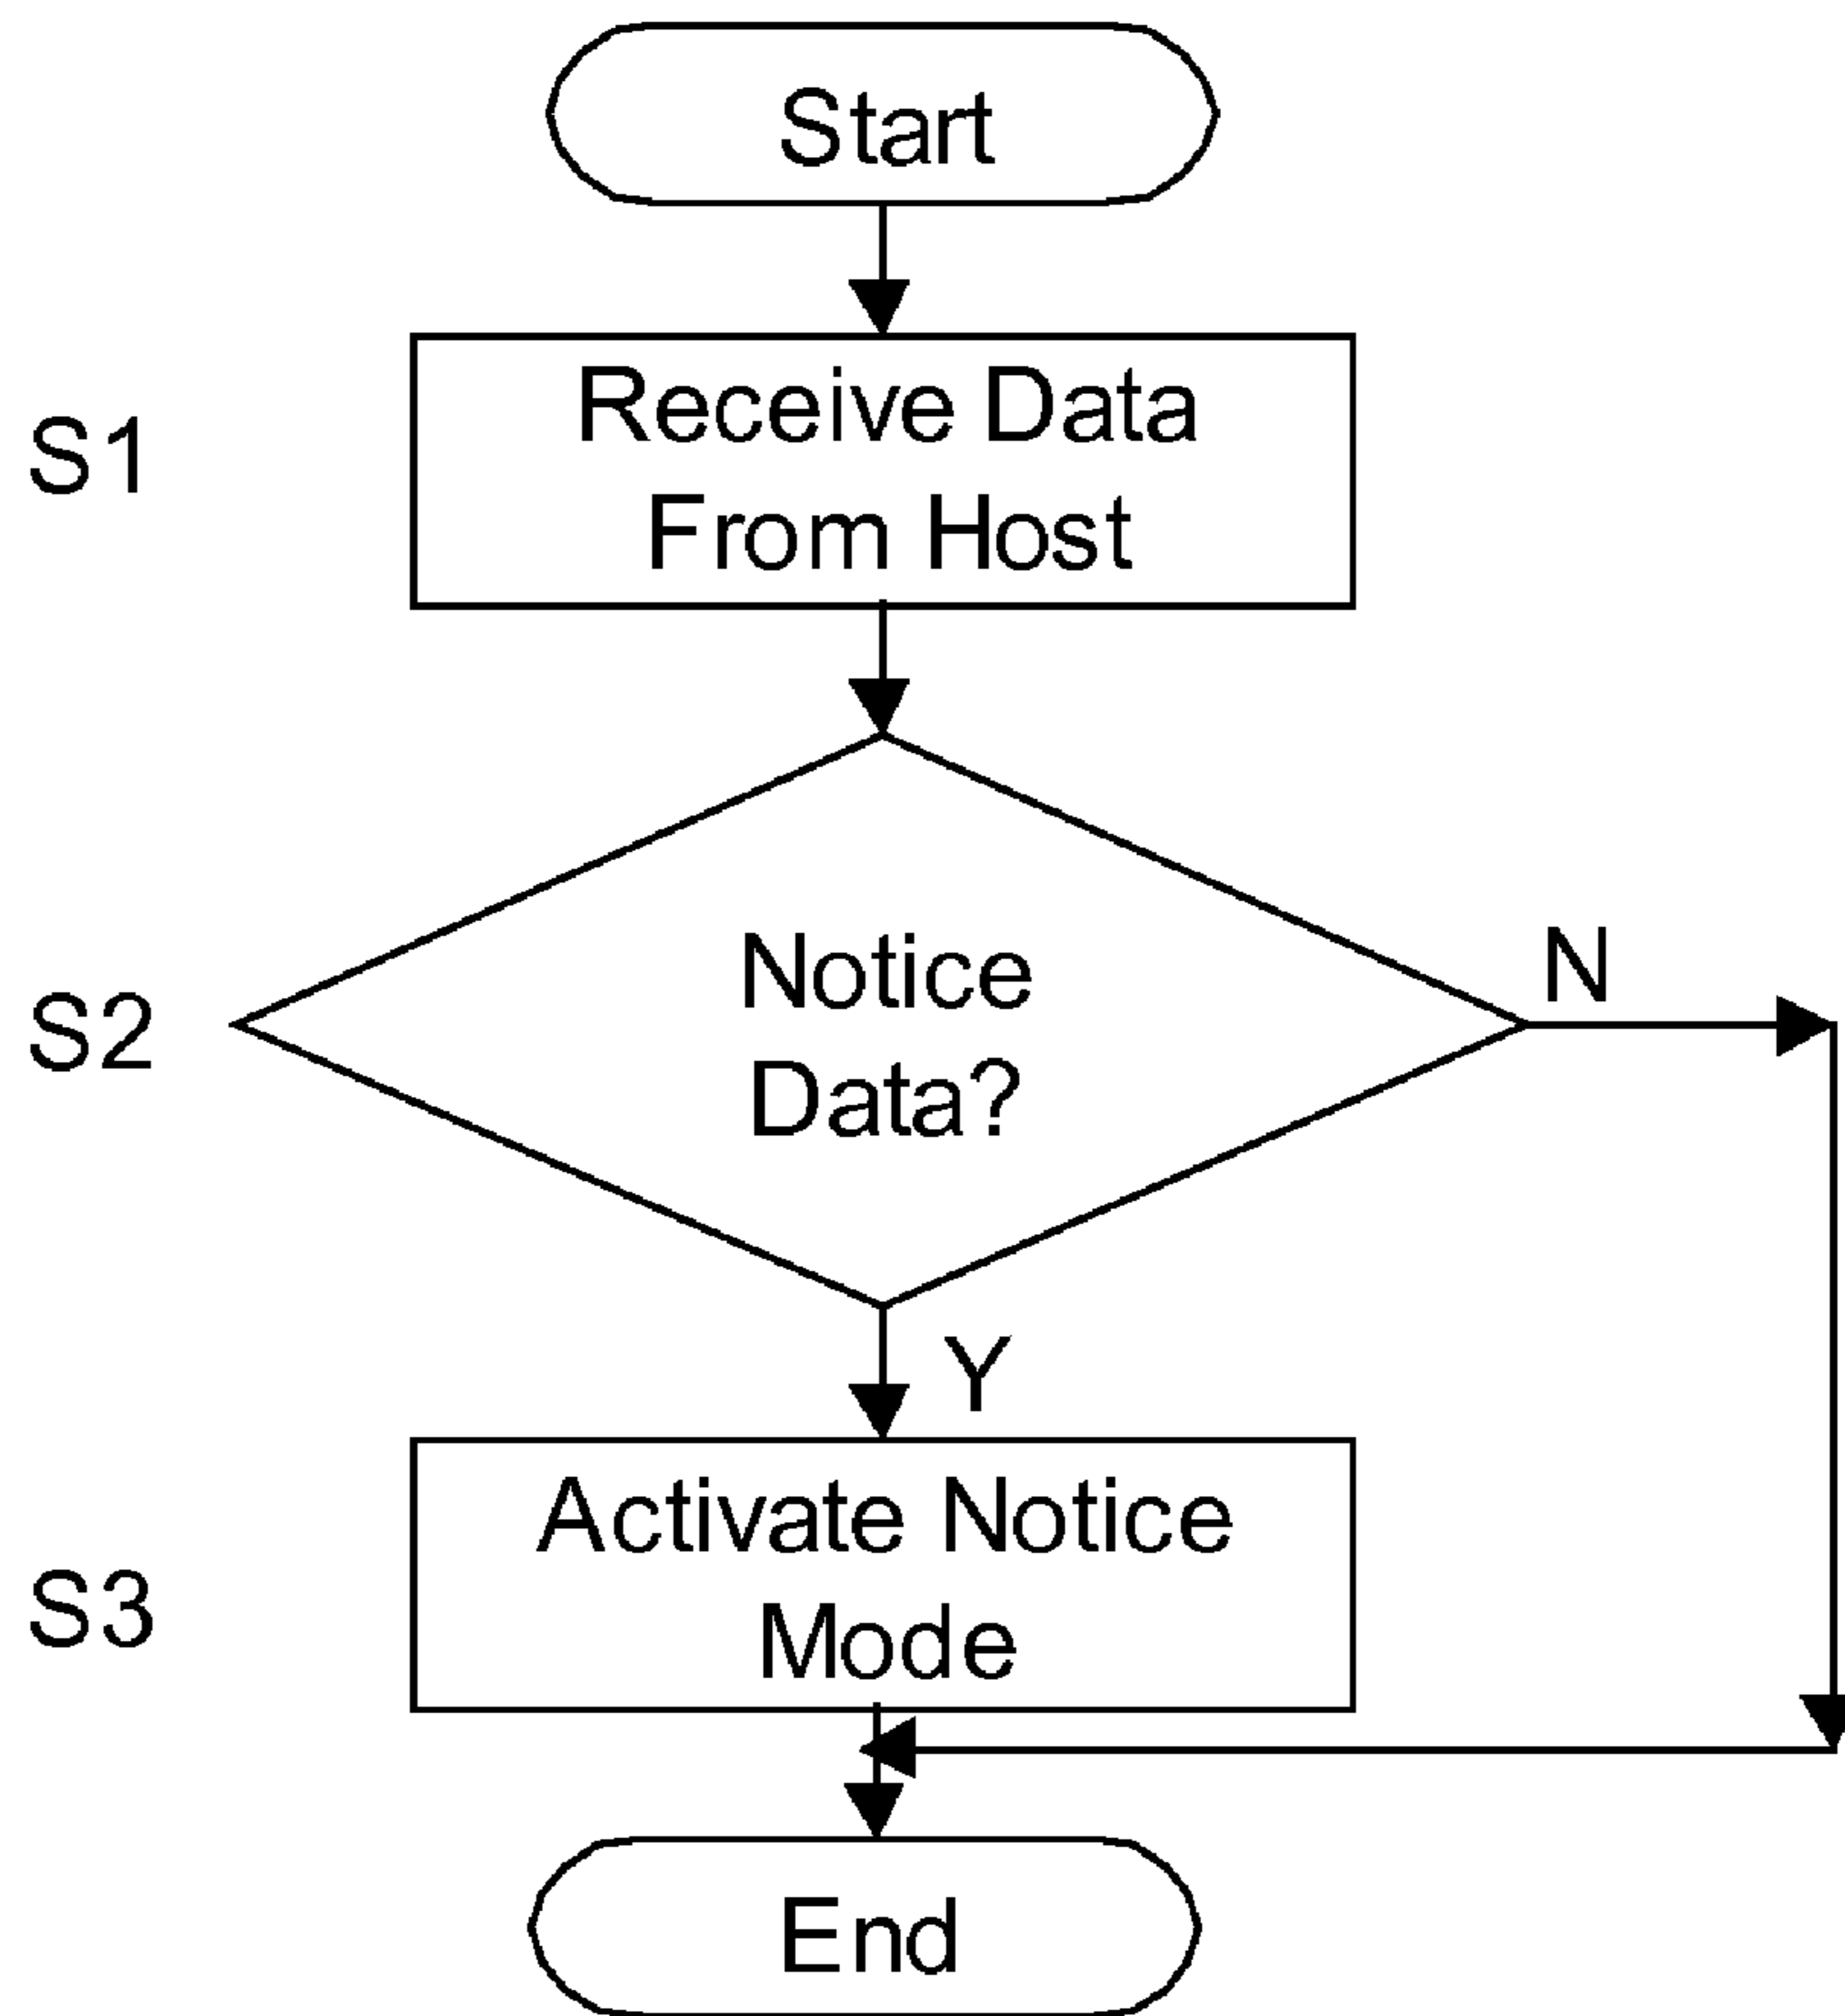 Start
S1
Receive Data
From Host
S2
Notice
Data?
N
Y
S3
Activate Notice
Mode
End